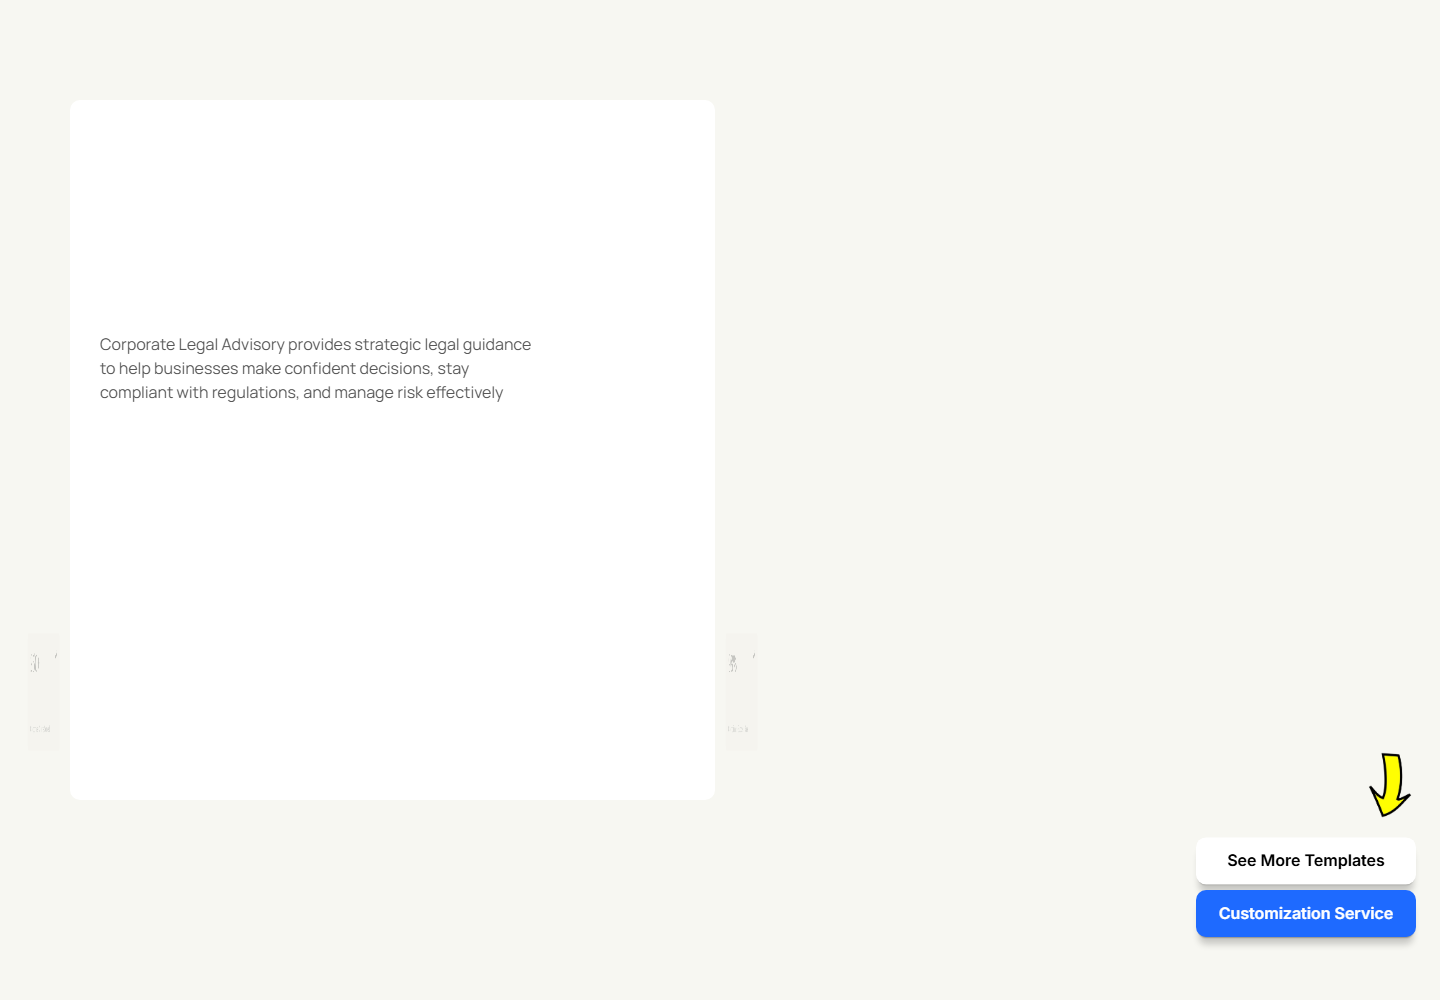 Corporate Legal Advisory provides strategic legal guidance
to help businesses make confident decisions, stay
compliant with regulations, and manage risk effectively
See More Templates
Customization Service